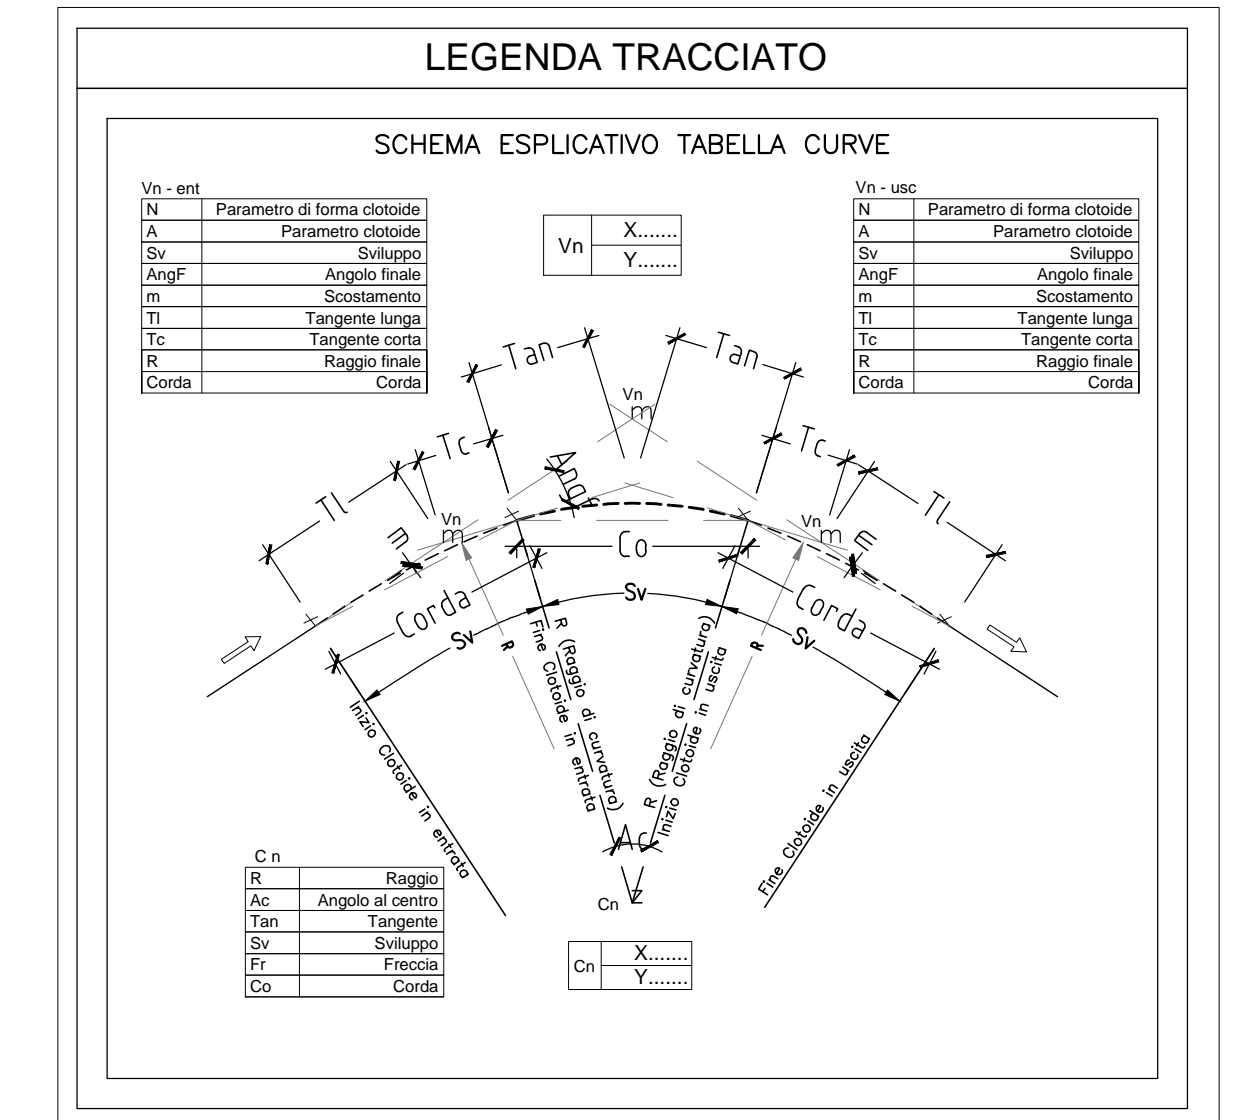 LEGENDA TRACCIATO
SCHEMA ESPLICATIVO TABELLA CURVE
Vn - ent
N Parametro di forma clotoide
A Parametro clotoide
Sv Sviluppo
AngF Angolo finale
m Scostamento
Tl Tangente lunga
Tc Tangente corta
R Raggio finale
Corda Corda
Vn X.......
Y.......
Vn - usc
N Parametro di forma clotoide
A Parametro clotoide
Sv Sviluppo
AngF Angolo finale
m Scostamento
Tl Tangente lunga
Tc Tangente corta
R Raggio finale
Corda Corda
Tan
Tan
Vn
m
Tc
Tc
AngF
Tl
Tl
m
Vn
m
Vn
m
m
Co
Corda
Corda
Sv
Sv
Sv
R
R
R (Raggio di curvatura)
Fine Clotoide in entrata
R (Raggio di curvatura)
Inizio Clotoide in uscita
Inizio Clotoide in entrata
Fine Clotoide in uscita
Ac
Cn
Z
C n
R Raggio
Ac Angolo al centro
Tan Tangente
Sv Sviluppo
Fr Freccia
Co Corda
Cn X.......
Y.......